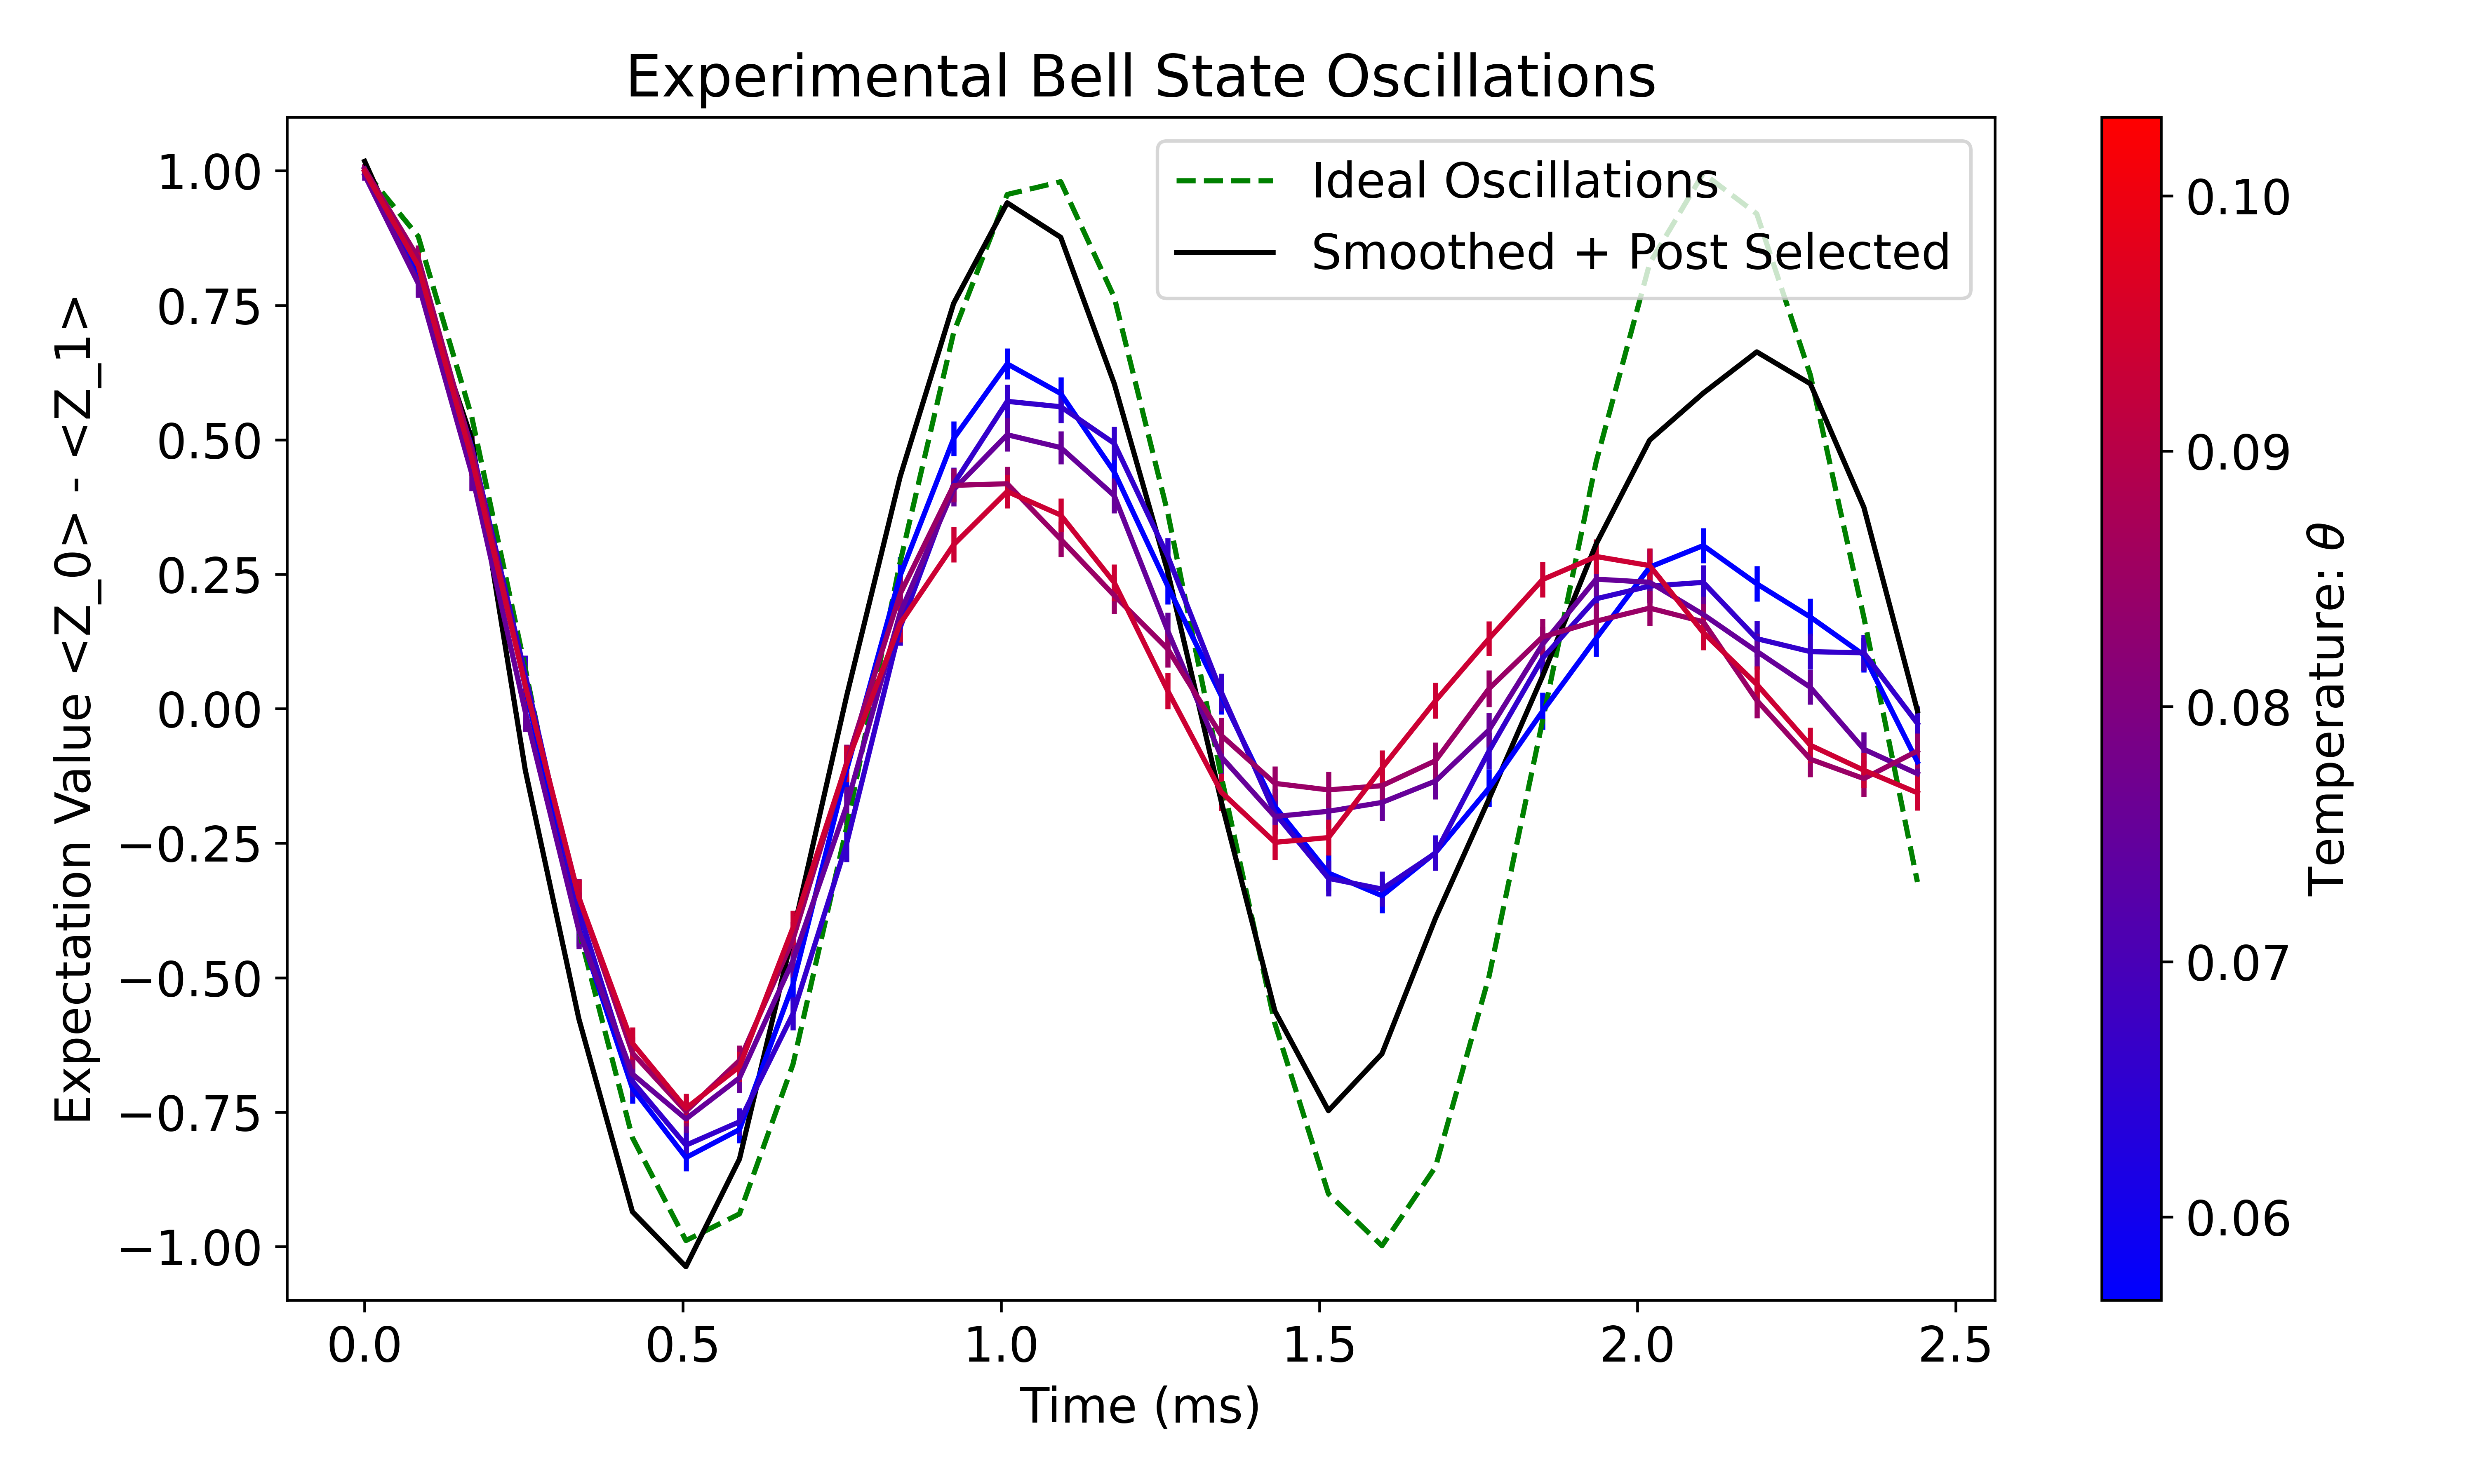 Experimental Bell State Oscillations
Ideal Oscillations
Smoothed + Post Selected
Expectation Value <Z_0> - <Z_1>
1.00
0.75
0.50
0.25
0.00
−0.25
−0.50
−0.75
−1.00
0.0 0.5 1.0 1.5 2.0 2.5
Time (ms)
0.10
0.09
0.08
0.07
0.06
Temperature: θ